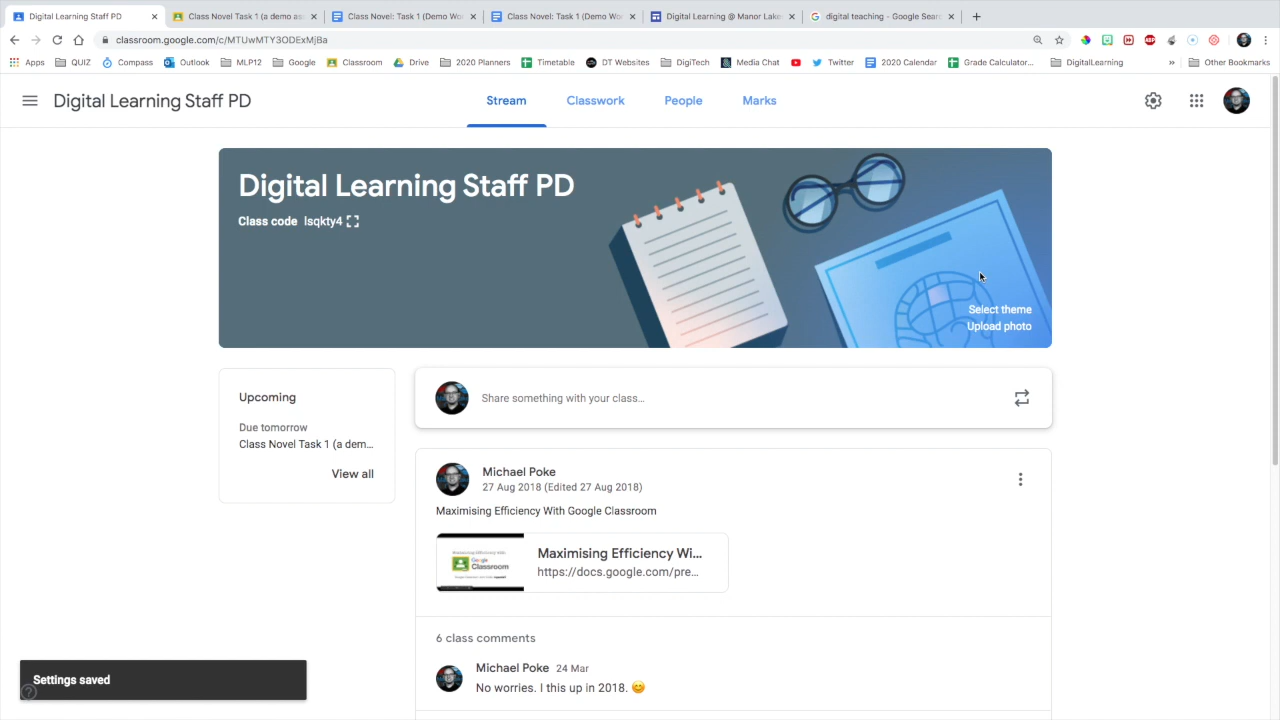 Digital Learning Staff PD
Class Novel Task 1 (a demo ass
Class Novel: Task 1 (Demo Wo
Class Novel: Task 1 (Demo Wo
Digital Learning @ Manor Lake
digital teaching - Google Sear
classroom.google.com/c/MTUwMTY3ODExMjBa
Apps
QUIZ
Compass
Outlook
MLP12
Google
Classroom
Drive
2020 Planners
Timetable
DT Websites
DigiTech
Media Chat
Twitter
2020 Calendar
Grade Calculator...
DigitalLearning
»
Other Bookmarks
Digital Learning Staff PD
Stream
Classwork
People
Marks
Digital Learning Staff PD
Class code lsqkty4
Select theme
Upload photo
Upcoming
Due tomorrow
Class Novel Task 1 (a dem...
View all
Share something with your class...
Michael Poke
27 Aug 2018 (Edited 27 Aug 2018)
Maximising Efficiency With Google Classroom
Maximising Efficiency Wi...
https://docs.google.com/pre...
6 class comments
Michael Poke 24 Mar
No worries. I this up in 2018. 😊
Settings saved